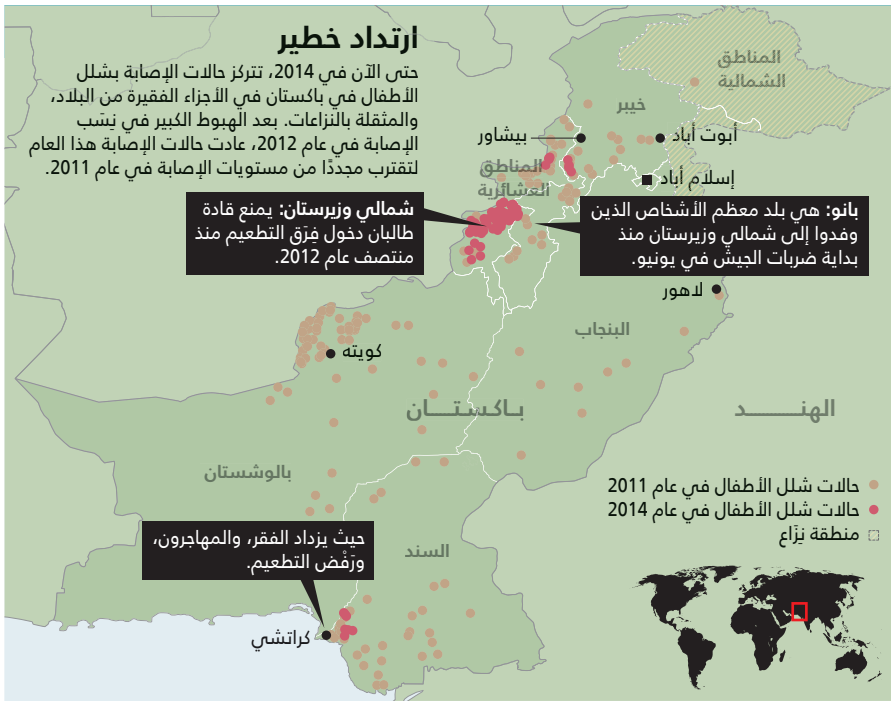 ارتداد خطير
حتى الآن في 2014، تتركز حالات الإصابة بشلل
الأطفال في باكستان في الأجزاء الفقيرة من البلاد،
والمثقلة بالنزاعات. بعد الهبوط الكبير في نِسَب
الإصابة في عام 2012، عادت حالات الإصابة هذا العام
لتقترب مجددًا من مستويات الإصابة في عام 2011.
المناطق
الشمالية
خيبر
بيشاور
أبوت أباد
المناطق
العشائرية
إسلام أباد
شمالي وزيرستان: يمنع قادة
طالبان دخول فِرَق التطعيم منذ
منتصف عام 2012.
بانو: هي بلد معظم الأشخاص الذين
وفدوا إلى شمالي وزيرستان منذ
بداية ضربات الجيش في يونيو.
لاهور
البنجاب
كويته
باكستان
الهند
بالوشستان
حالات شلل الأطفال في عام 2011
حالات شلل الأطفال في عام 2014
منطقة نِزَاع
حيث يزداد الفقر، والمهاجرون،
ورَفْض التطعيم.
السند
كراتشي